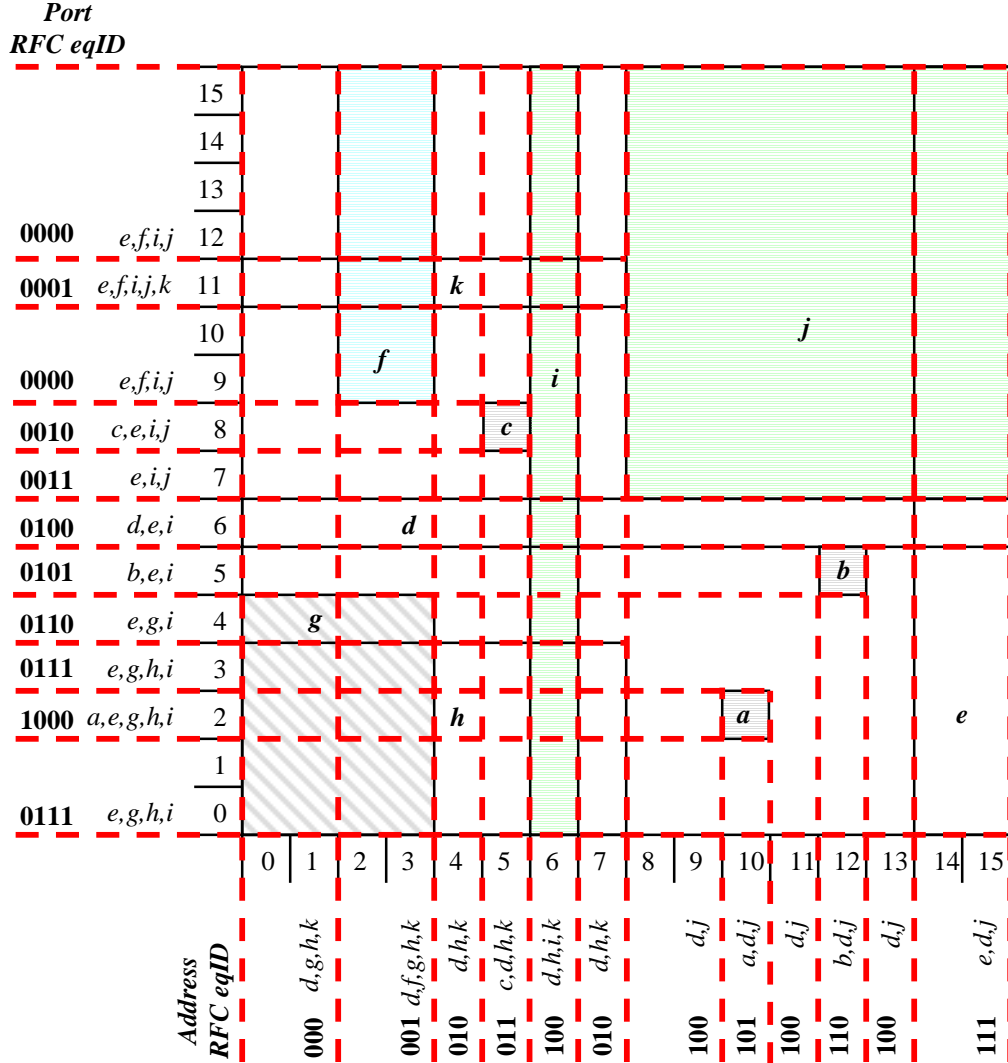 Port
RFC eqID
15
14
13
0000 e,f,i,j 12
0001 e,f,i,j,k 11 k
10
j
f
0000 e,f,i,j 9 i
0010 c,e,i,j 8 c
0011 e,i,j 7
0100 d,e,i 6 d
0101 b,e,i 5 b
0110 e,g,i 4 g
0111 e,g,h,i 3
1000 a,e,g,h,i 2 h a e
1
0111 e,g,h,i 0
0 1 2 3 4 5 6 7 8 9 10 11 12 13 14 15
Address
RFC eqID
d,g,h,k
000
d,f,g,h,k
001
d,h,k
010
c,d,h,k
011
d,h,i,k
100
d,h,k
010
d,j
100
a,d,j
101
d,j
100
b,d,j
110
d,j
100
e,d,j
111